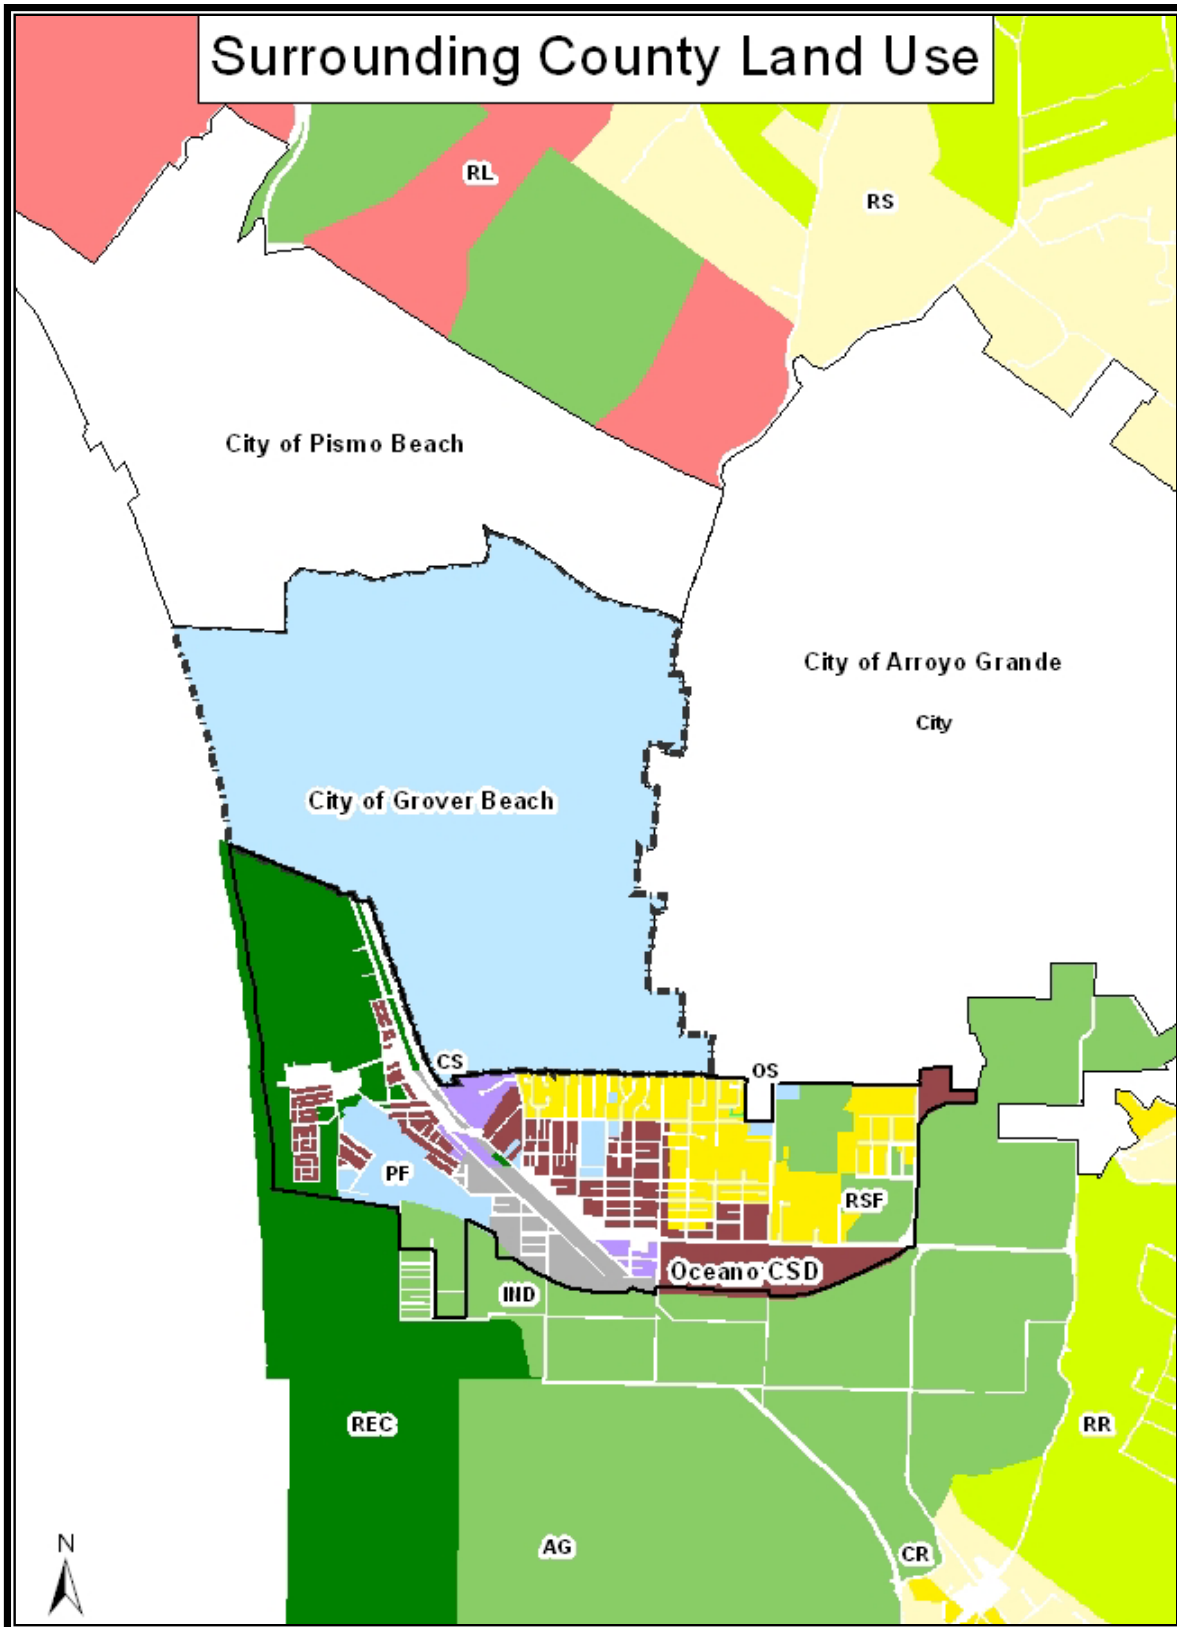 Surrounding County Land Use
RL
RS
City of Pismo Beach
City of Arroyo Grande
City
City of Grover Beach
CS
OS
PF
RSF
Oceano CSD
IND
REC
RR
AG
CR
N